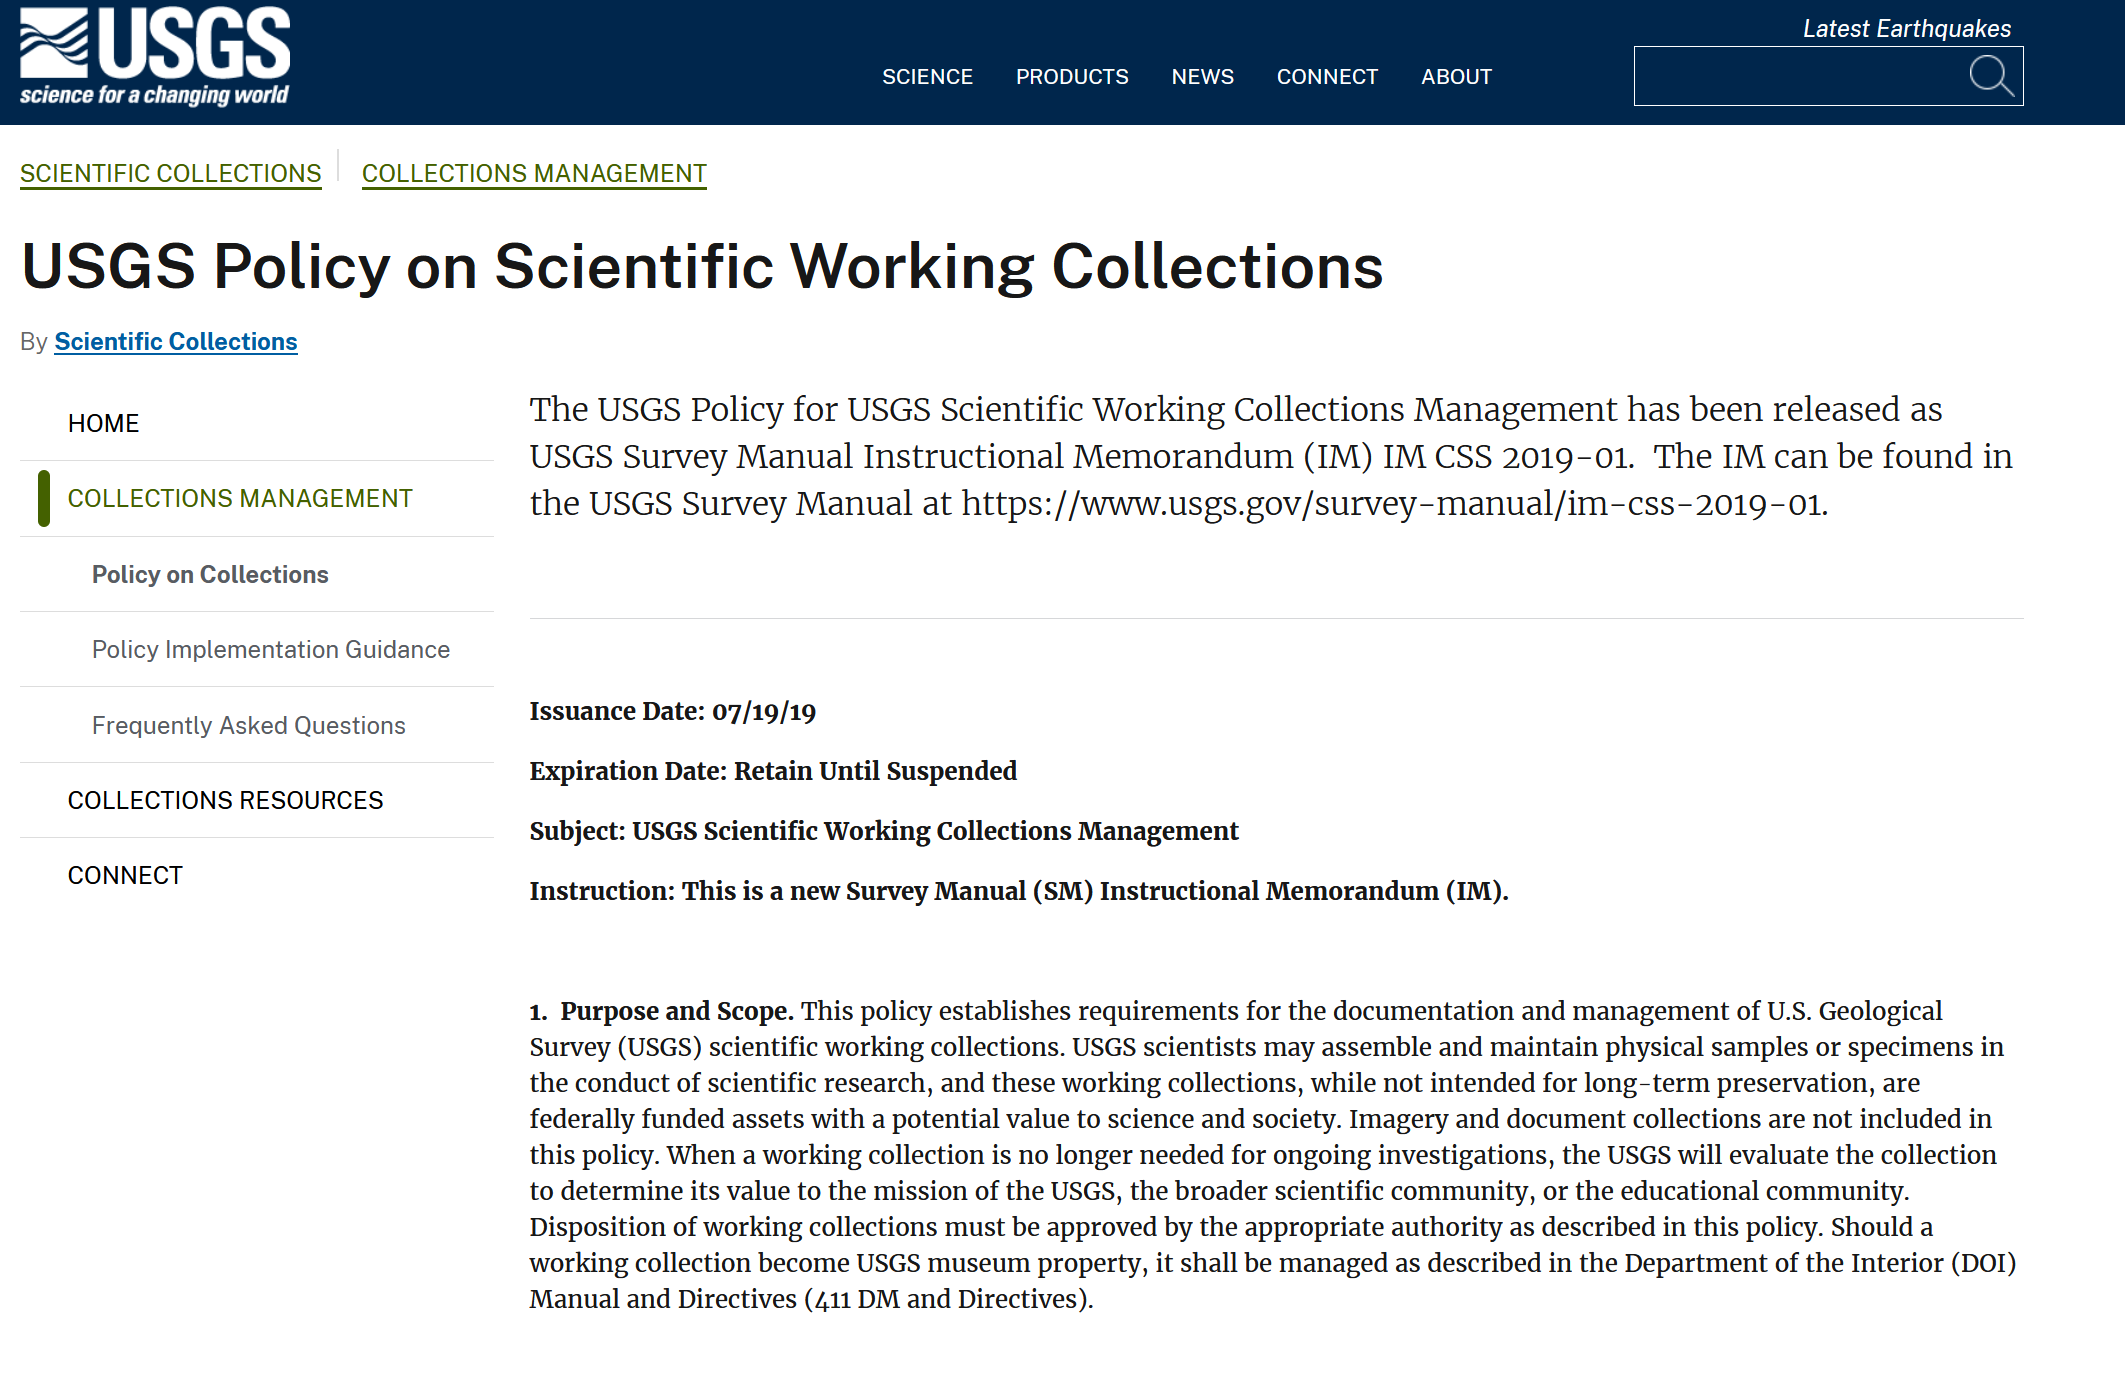 USGS
science for a changing world
Latest Earthquakes
SCIENCE PRODUCTS NEWS CONNECT ABOUT
SCIENTIFIC COLLECTIONS COLLECTIONS MANAGEMENT
USGS Policy on Scientific Working Collections
By Scientific Collections
HOME
COLLECTIONS MANAGEMENT
Policy on Collections
Policy Implementation Guidance
Frequently Asked Questions
COLLECTIONS RESOURCES
CONNECT
The USGS Policy for USGS Scientific Working Collections Management has been released as
USGS Survey Manual Instructional Memorandum (IM) IM CSS 2019-01.  The IM can be found in
the USGS Survey Manual at https://www.usgs.gov/survey-manual/im-css-2019-01.
Issuance Date: 07/19/19
Expiration Date: Retain Until Suspended
Subject: USGS Scientific Working Collections Management
Instruction: This is a new Survey Manual (SM) Instructional Memorandum (IM).
1.  Purpose and Scope. This policy establishes requirements for the documentation and management of U.S. Geological
Survey (USGS) scientific working collections. USGS scientists may assemble and maintain physical samples or specimens in
the conduct of scientific research, and these working collections, while not intended for long-term preservation, are
federally funded assets with a potential value to science and society. Imagery and document collections are not included in
this policy. When a working collection is no longer needed for ongoing investigations, the USGS will evaluate the collection
to determine its value to the mission of the USGS, the broader scientific community, or the educational community.
Disposition of working collections must be approved by the appropriate authority as described in this policy. Should a
working collection become USGS museum property, it shall be managed as described in the Department of the Interior (DOI)
Manual and Directives (411 DM and Directives).